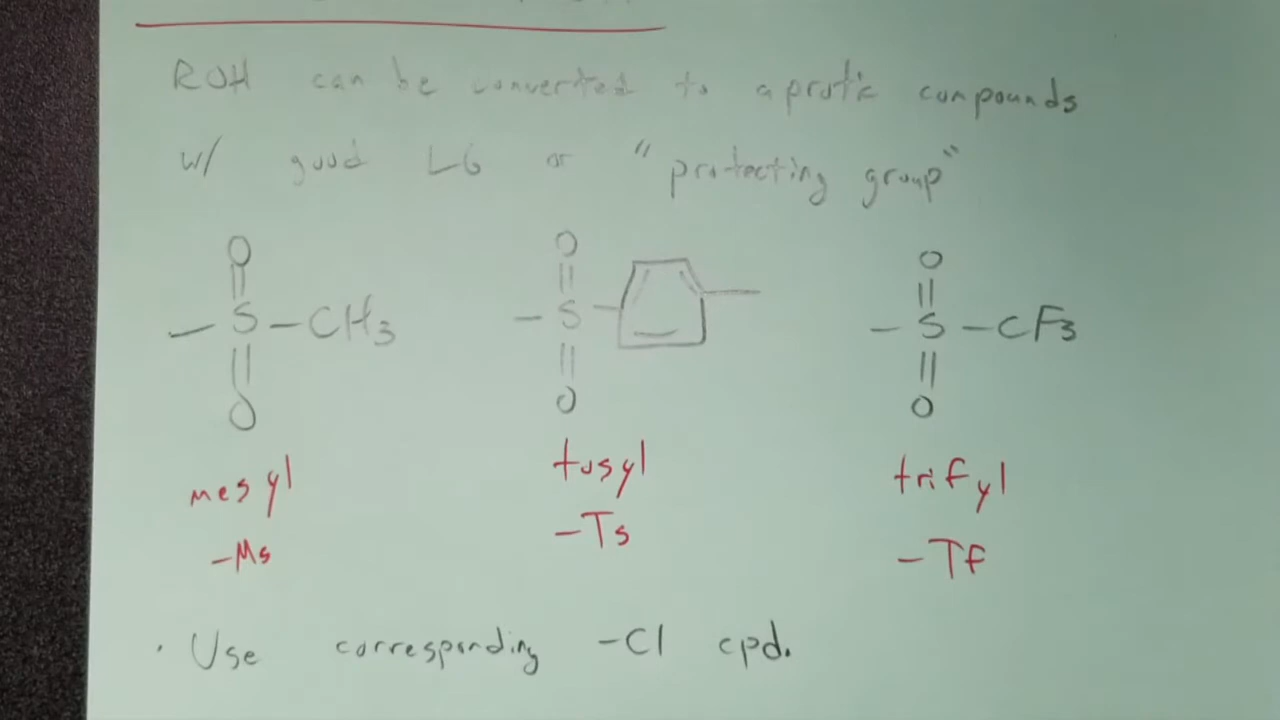 ROH can be converted to aprotic compounds
w/ good LG or "protecting group"
O O O
S - CH3 - S - - S - CF3
O O O
mesyl tosyl trifyl
- Ms - Ts - Tf
· Use corresponding - Cl cpd.